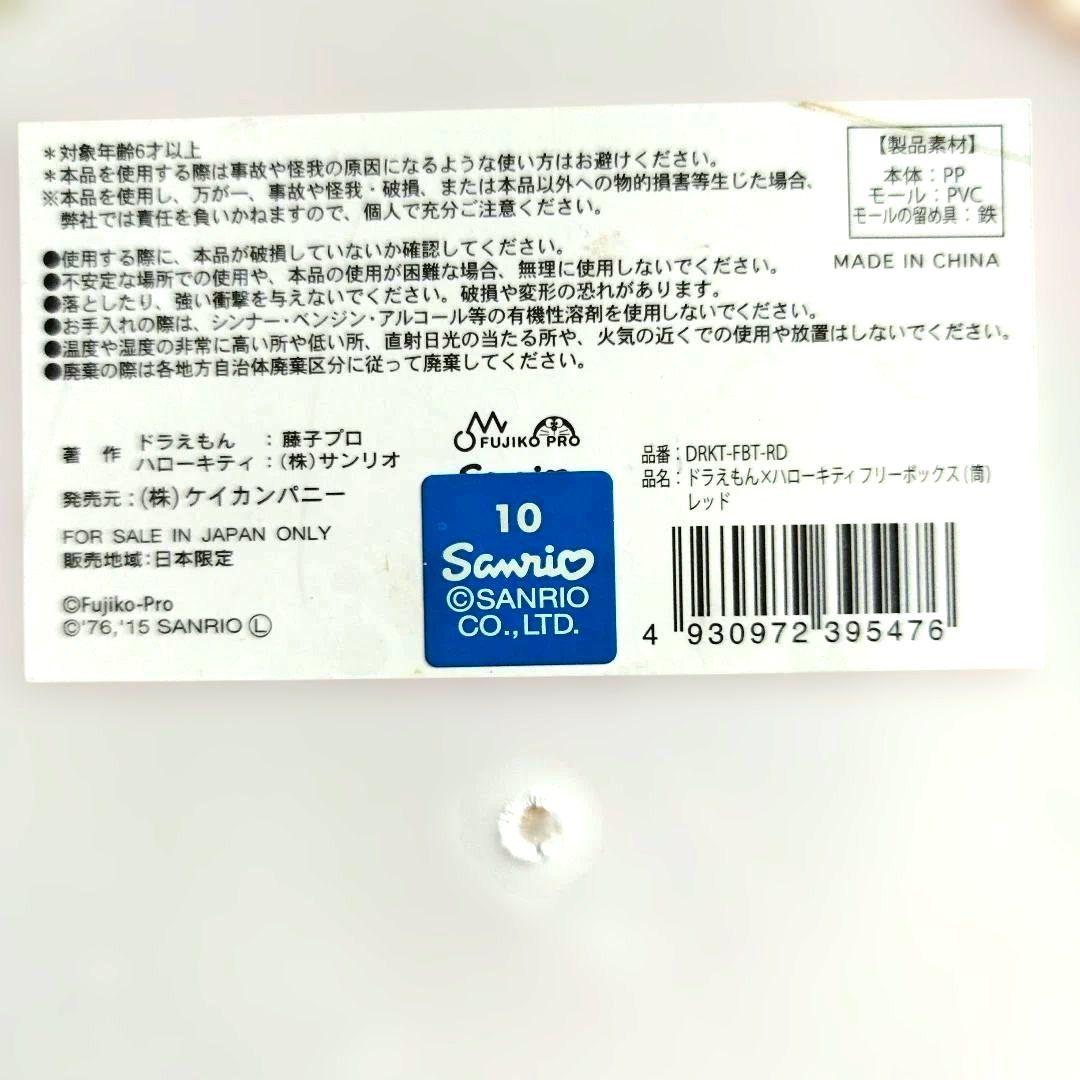 ＊対象年齢6才以上
＊本品を使用する際は事故や怪我の原因になるような使い方はお避けください。
※本品を使用し、万が一、事故や怪我・破損、または本品以外への物的損害等生じた場合、
弊社では責任を負いかねますので、個人で充分ご注意ください。
●使用する際に、本品が破損していないか確認してください。
●不安定な場所での使用や、本品の使用が困難な場合、無理に使用しないでください。
●落としたり、強い衝撃を与えないでください。破損や変形の恐れがあります。
●お手入れの際は、シンナー・ベンジン・アルコール等の有機性溶剤を使用しないでください。
●温度や湿度の非常に高い所や低い所、直射日光の当たる所や、火気の近くでの使用や放置はしないでください。
●廃棄の際は各地方自治体廃棄区分に従って廃棄してください。
【製品素材】
本体：PP
モール：PVC
モールの留め具：鉄
MADE IN CHINA
著 作 ドラえもん ：藤子プロ
ハローキティ：(株)サンリオ
発売元：(株)ケイカンパニー
FOR SALE IN JAPAN ONLY
販売地域：日本限定
©Fujiko-Pro
©'76,'15 SANRIO Ⓛ
FUJIKO PRO
10
Sanrio
©SANRIO
CO.,LTD.
品番：DRKT-FBT-RD
品名：ドラえもん×ハローキティ フリーボックス(筒)
レッド
4 930972 395476